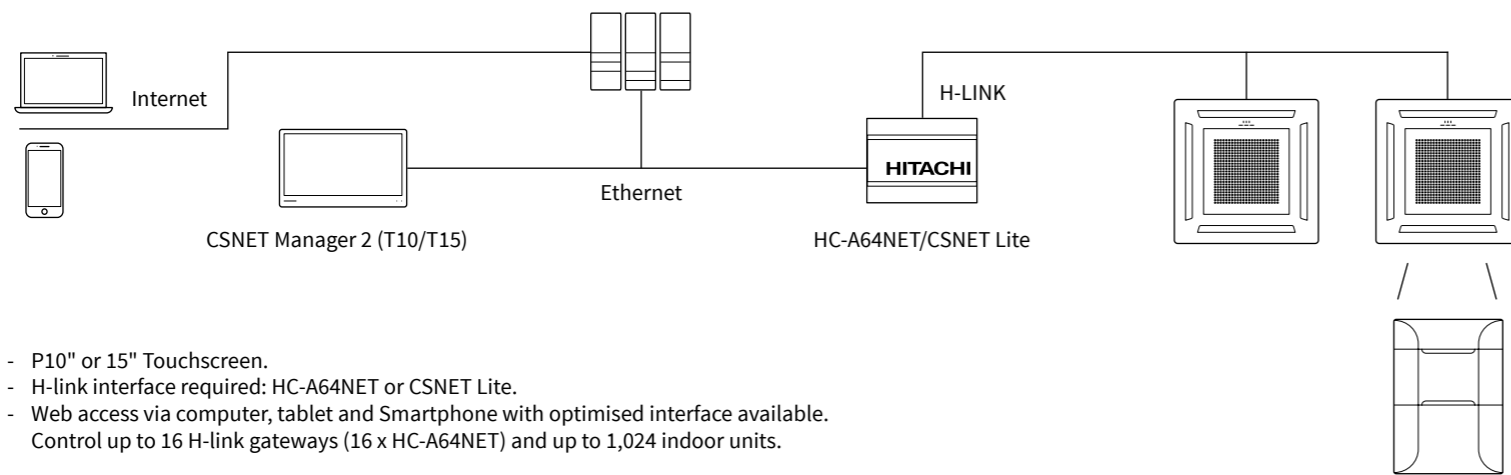 Internet
H-LINK
HITACHI
Ethernet
CSNET Manager 2 (T10/T15)
HC-A64NET/CSNET Lite
- P10" or 15" Touchscreen.
- H-link interface required: HC-A64NET or CSNET Lite.
- Web access via computer, tablet and Smartphone with optimised interface available.
Control up to 16 H-link gateways (16 x HC-A64NET) and up to 1,024 indoor units.